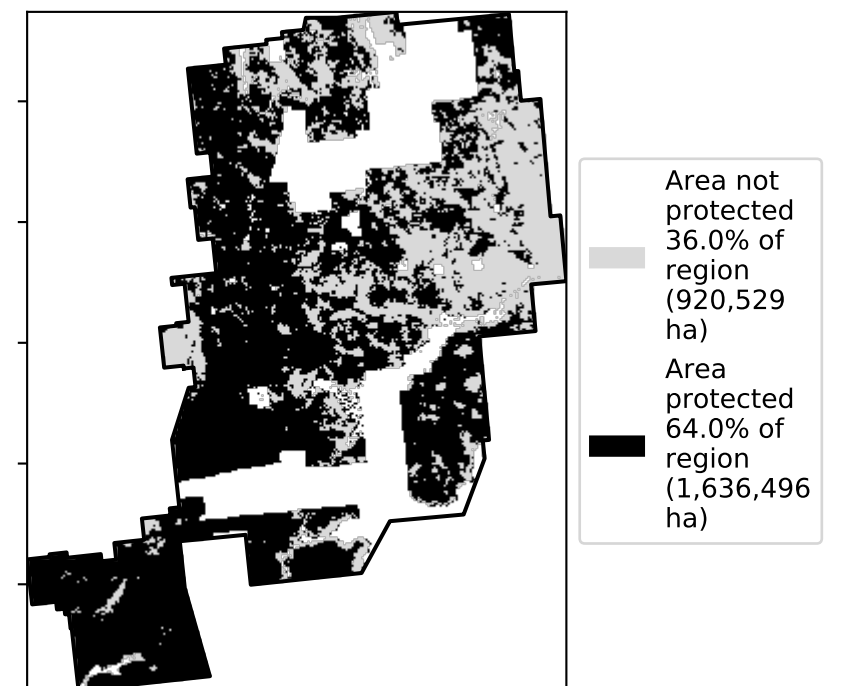 Area not
protected
36.0% of
region
(920,529
ha)
Area
protected
64.0% of
region
(1,636,496
ha)